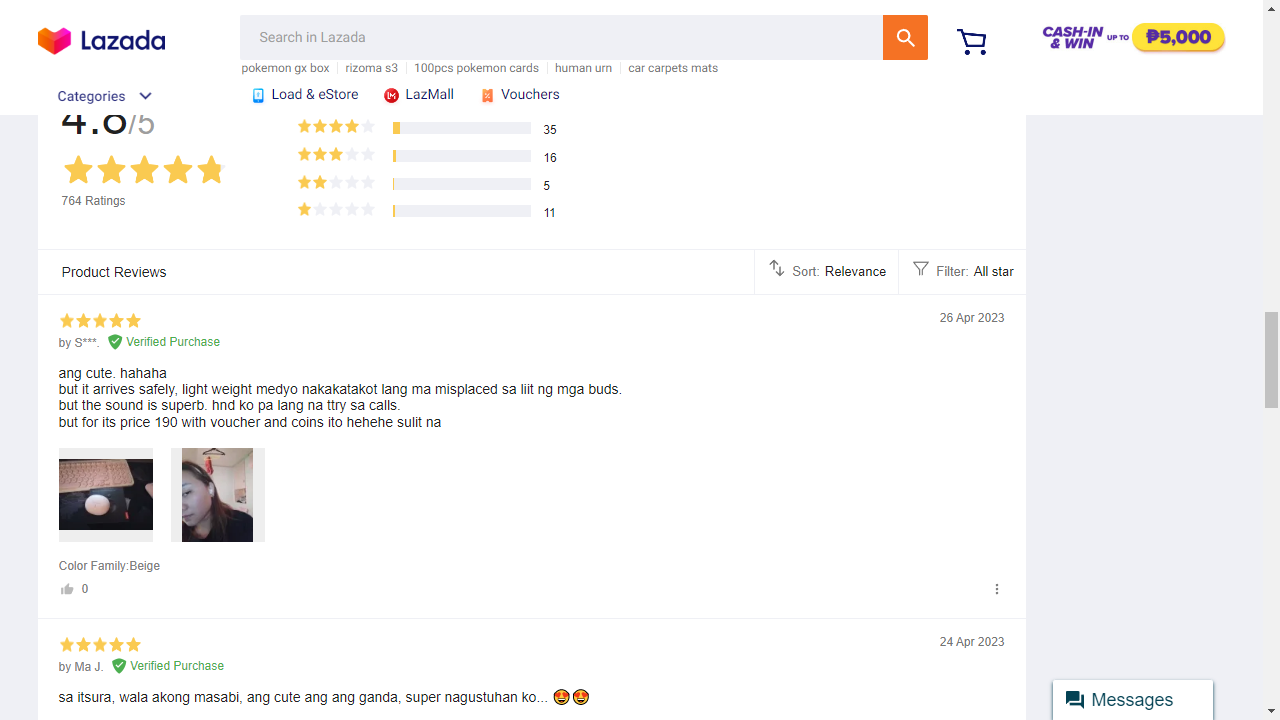 Lazada
Search in Lazada
CASH-IN & WIN UP TO ₱5,000
pokemon gx box
rizoma s3
100pcs pokemon cards
human urn
car carpets mats
Categories
Load & eStore
LazMall
Vouchers
4.8/5
764 Ratings
35
16
5
11
Product Reviews
Sort: Relevance
Filter: All star
26 Apr 2023
by S***.
Verified Purchase
ang cute. hahaha
but it arrives safely, light weight medyo nakakatakot lang ma misplaced sa liit ng mga buds.
but the sound is superb. hnd ko pa lang na ttry sa calls.
but for its price 190 with voucher and coins ito hehehe sulit na
Color Family:Beige
0
24 Apr 2023
by Ma J.
Verified Purchase
sa itsura, wala akong masabi, ang cute ang ang ganda, super nagustuhan ko... 😍😍
Messages